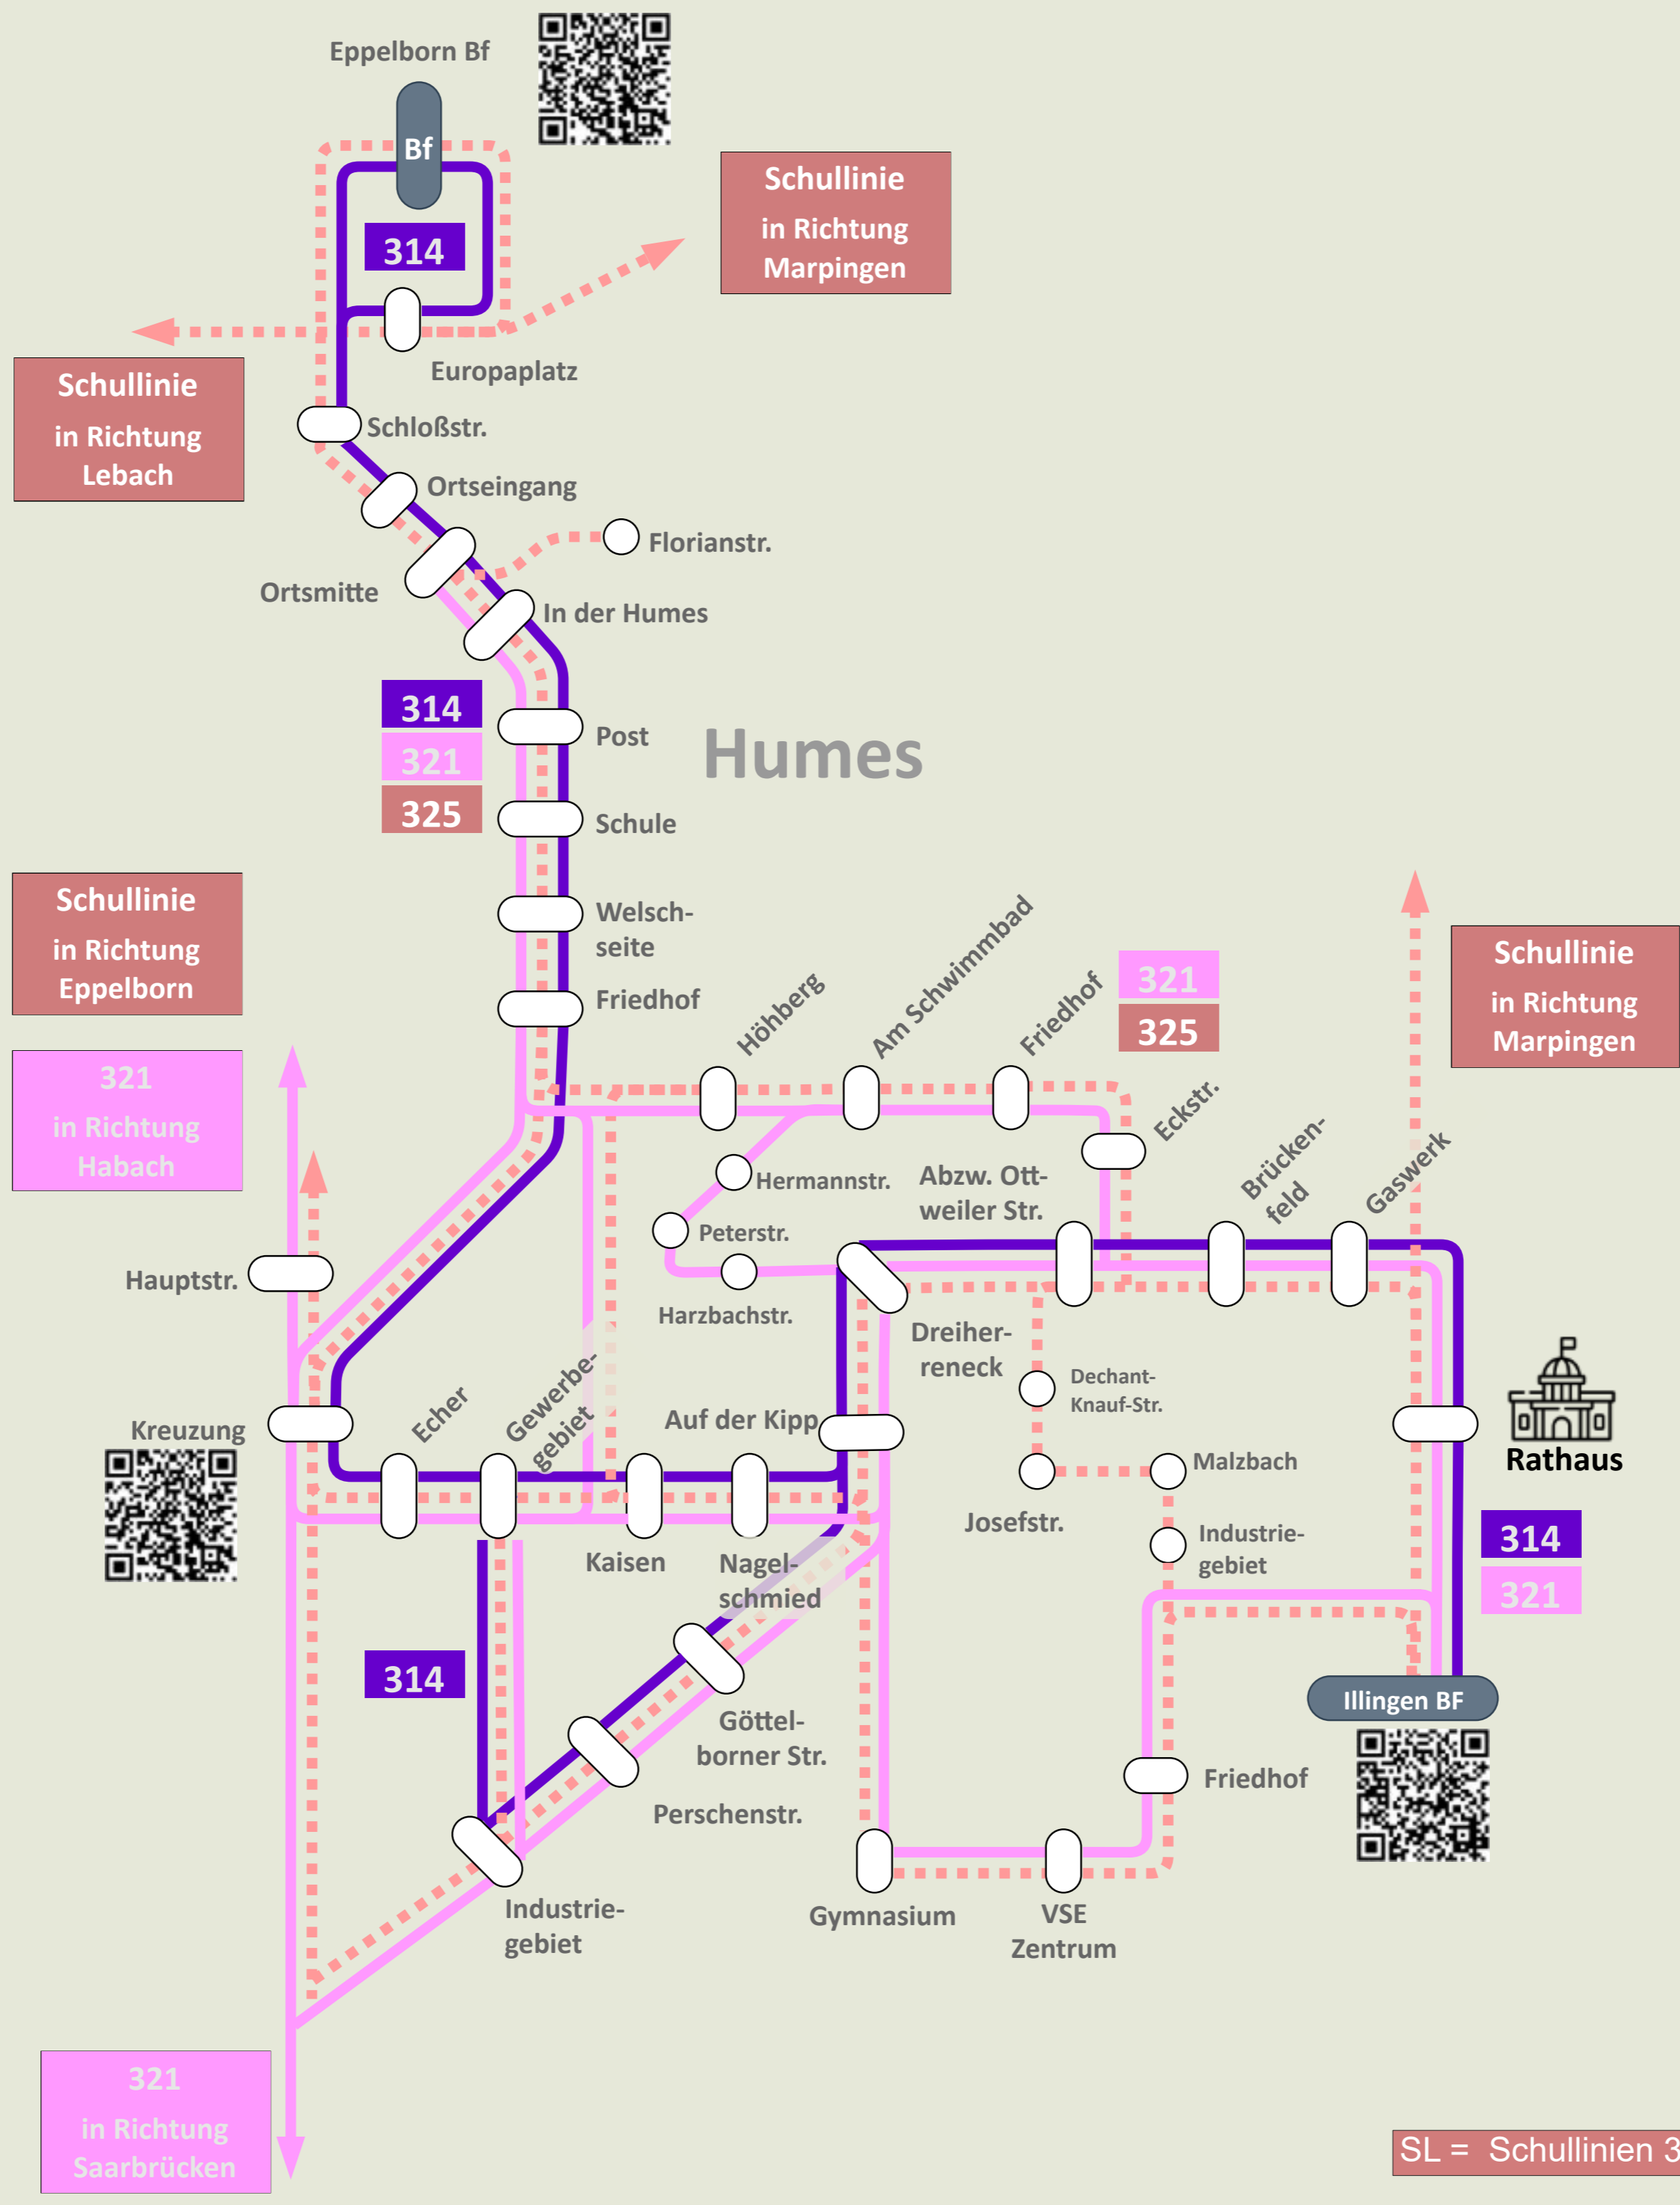 Eppelborn Bf
Bf
314
Schullinie
in Richtung
Marpingen
Europaplatz
Schullinie
in Richtung
Lebach
Schloßstr.
Ortseingang
Florianstr.
Ortsmitte
In der Humes
314
321
325
Post
Humes
Schule
Schullinie
in Richtung
Eppelborn
Welsch-
seite
Friedhof
Höhberg
Am Schwimmbad
Friedhof
321
325
Schullinie
in Richtung
Marpingen
321
in Richtung
Habach
Eckstr.
Hermannstr.
Abzw. Ott-
weiler Str.
Brücken-
feld
Gaswerk
Peterstr.
Hauptstr.
Harzbachstr.
Dreiher-
reneck
Dechant-
Knauf-Str.
Kreuzung
Echer
Gewerbe-
gebiet
Auf der Kipp
Rathaus
Malzbach
Josefstr.
Industrie-
gebiet
314
321
Kaisen
Nagel-
schmied
314
Illingen BF
Göttel-
borner Str.
Friedhof
Perschenstr.
Industrie-
gebiet
Gymnasium
VSE
Zentrum
321
in Richtung
Saarbrücken
SL = Schullinien 3